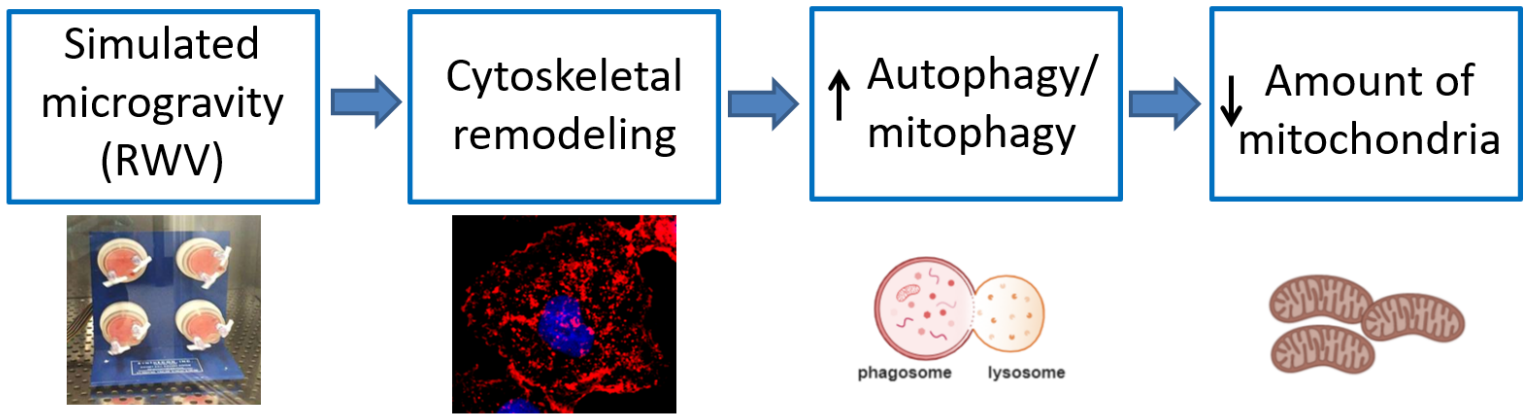 Simulated
microgravity
(RWV)
Cytoskeletal
remodeling
↑ Autophagy/
mitophagy
↓ Amount of
mitochondria
phagosome
lysosome